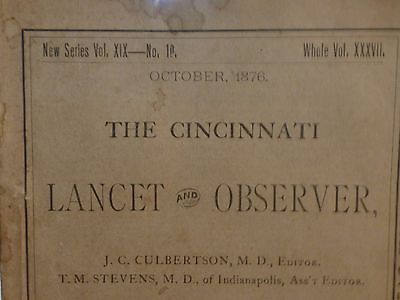 New Series Vol. XIX—No. 10. Whole Vol. XXXVII.
OCTOBER, 1876.
THE CINCINNATI
LANCET AND OBSERVER,
J. C. CULBERTSON, M. D., EDITOR.
T. M. STEVENS, M. D., of Indianapolis, ASS'T EDITOR.